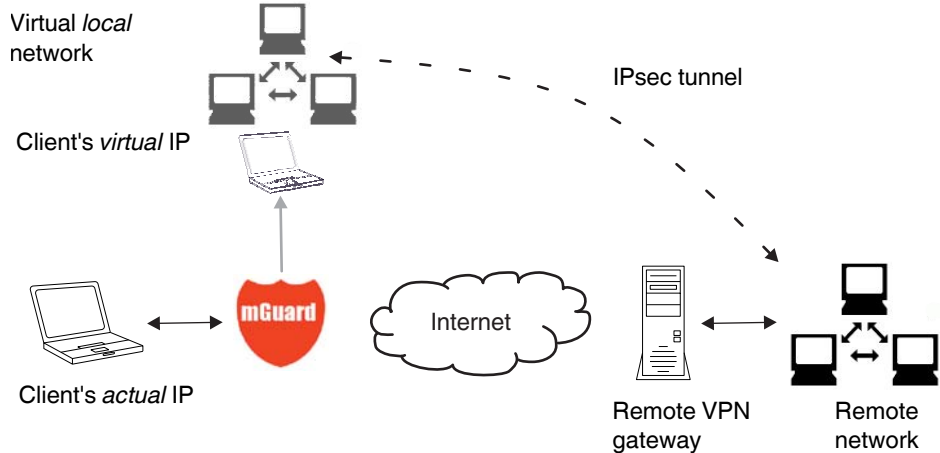 Virtual local
network
IPsec tunnel
Client's virtual IP
mGuard
Internet
Client's actual IP
Remote VPN
gateway
Remote
network